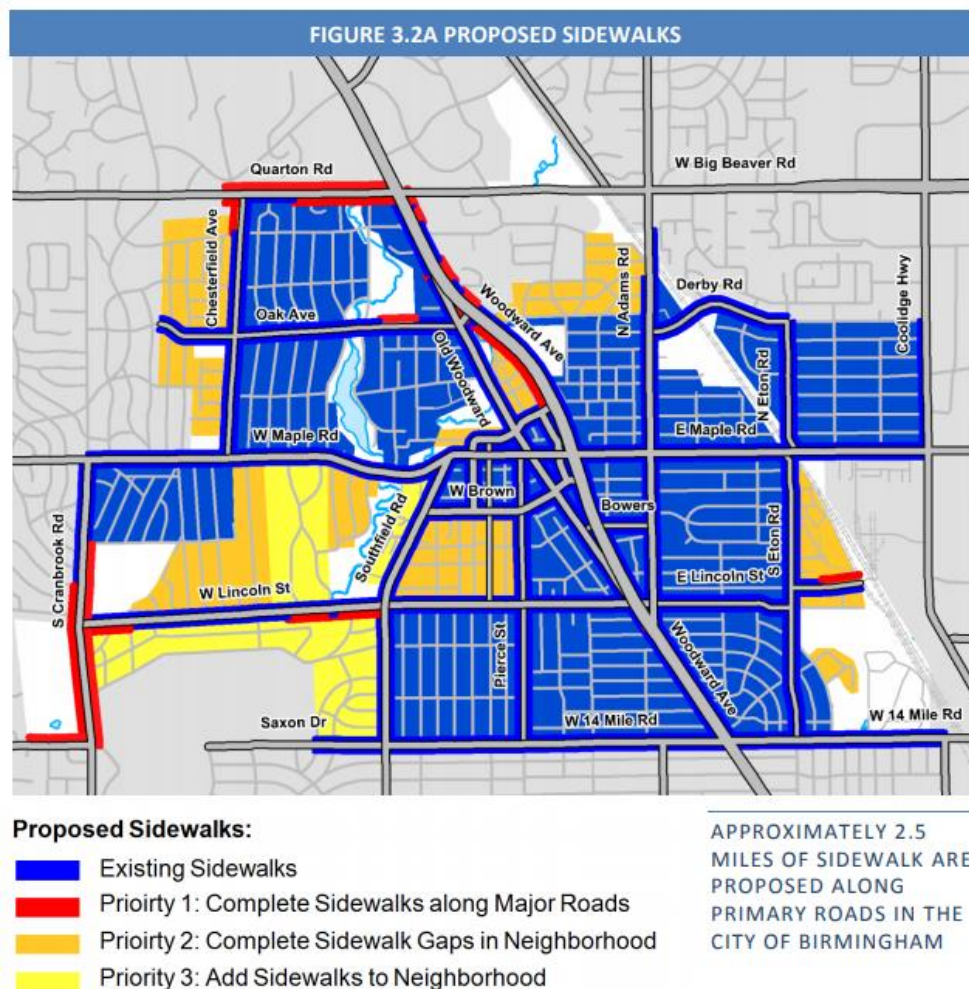 FIGURE 3.2A PROPOSED SIDEWALKS
Quarton Rd
W Big Beaver Rd
Chesterfield Ave
N Adams Rd
Derby Rd
Coolidge Hwy
Oak Ave
Woodward Ave
Old Woodward
N Eton Rd
W Maple Rd
E Maple Rd
S Cranbrook Rd
W Brown
Bowers
Southfield Rd
S Eton Rd
W Lincoln St
E Lincoln St
Pierce St
Woodward Ave
Saxon Dr
W 14 Mile Rd
W 14 Mile Rd
Proposed Sidewalks:
Existing Sidewalks
Prioirty 1: Complete Sidewalks along Major Roads
Prioirty 2: Complete Sidewalk Gaps in Neighborhood
Priority 3: Add Sidewalks to Neighborhood
APPROXIMATELY 2.5
MILES OF SIDEWALK ARE
PROPOSED ALONG
PRIMARY ROADS IN THE
CITY OF BIRMINGHAM